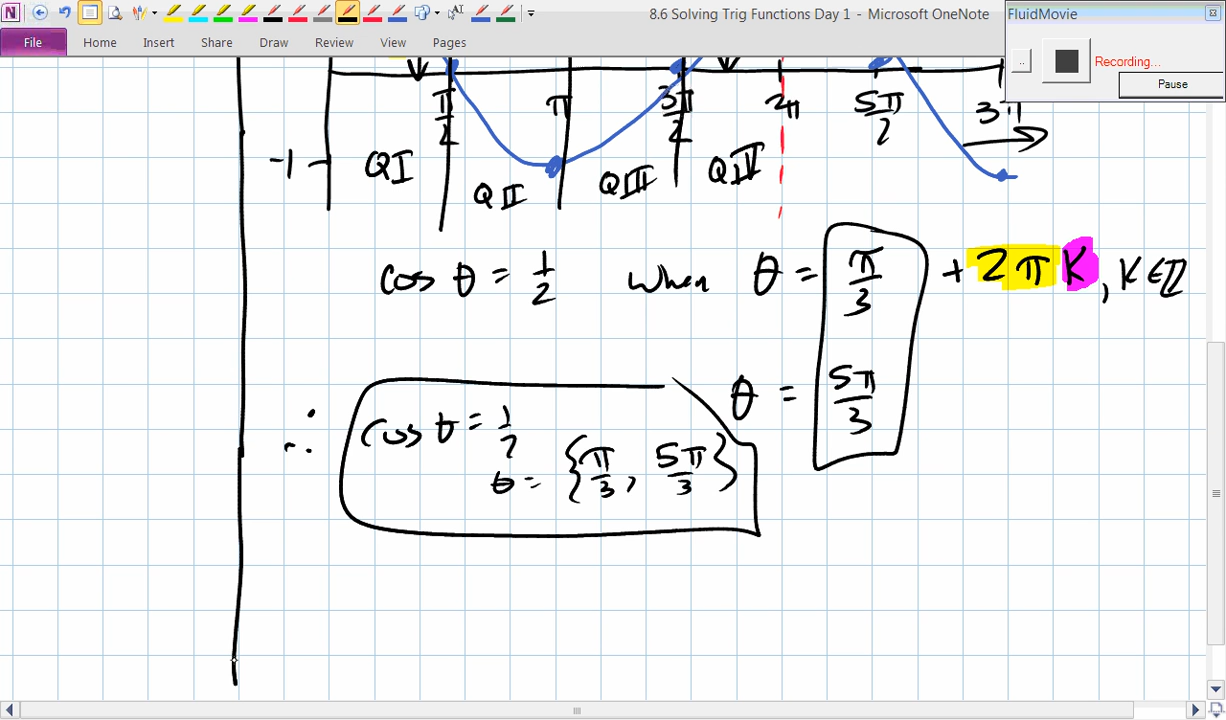 8.6 Solving Trig Functions Day 1 - Microsoft OneNote
FluidMovie
File Home Insert Share Draw Review View Pages
..
Recording...
Pause
π/2 π 3π/2 2π 5π/2 3π
-1 QI QII QIII QIV
cos θ = 1/2 when θ = π/3 + 2πK, K∈ℤ
θ = 5π/3
∴ cos θ = 1/2
θ = {π/3, 5π/3}